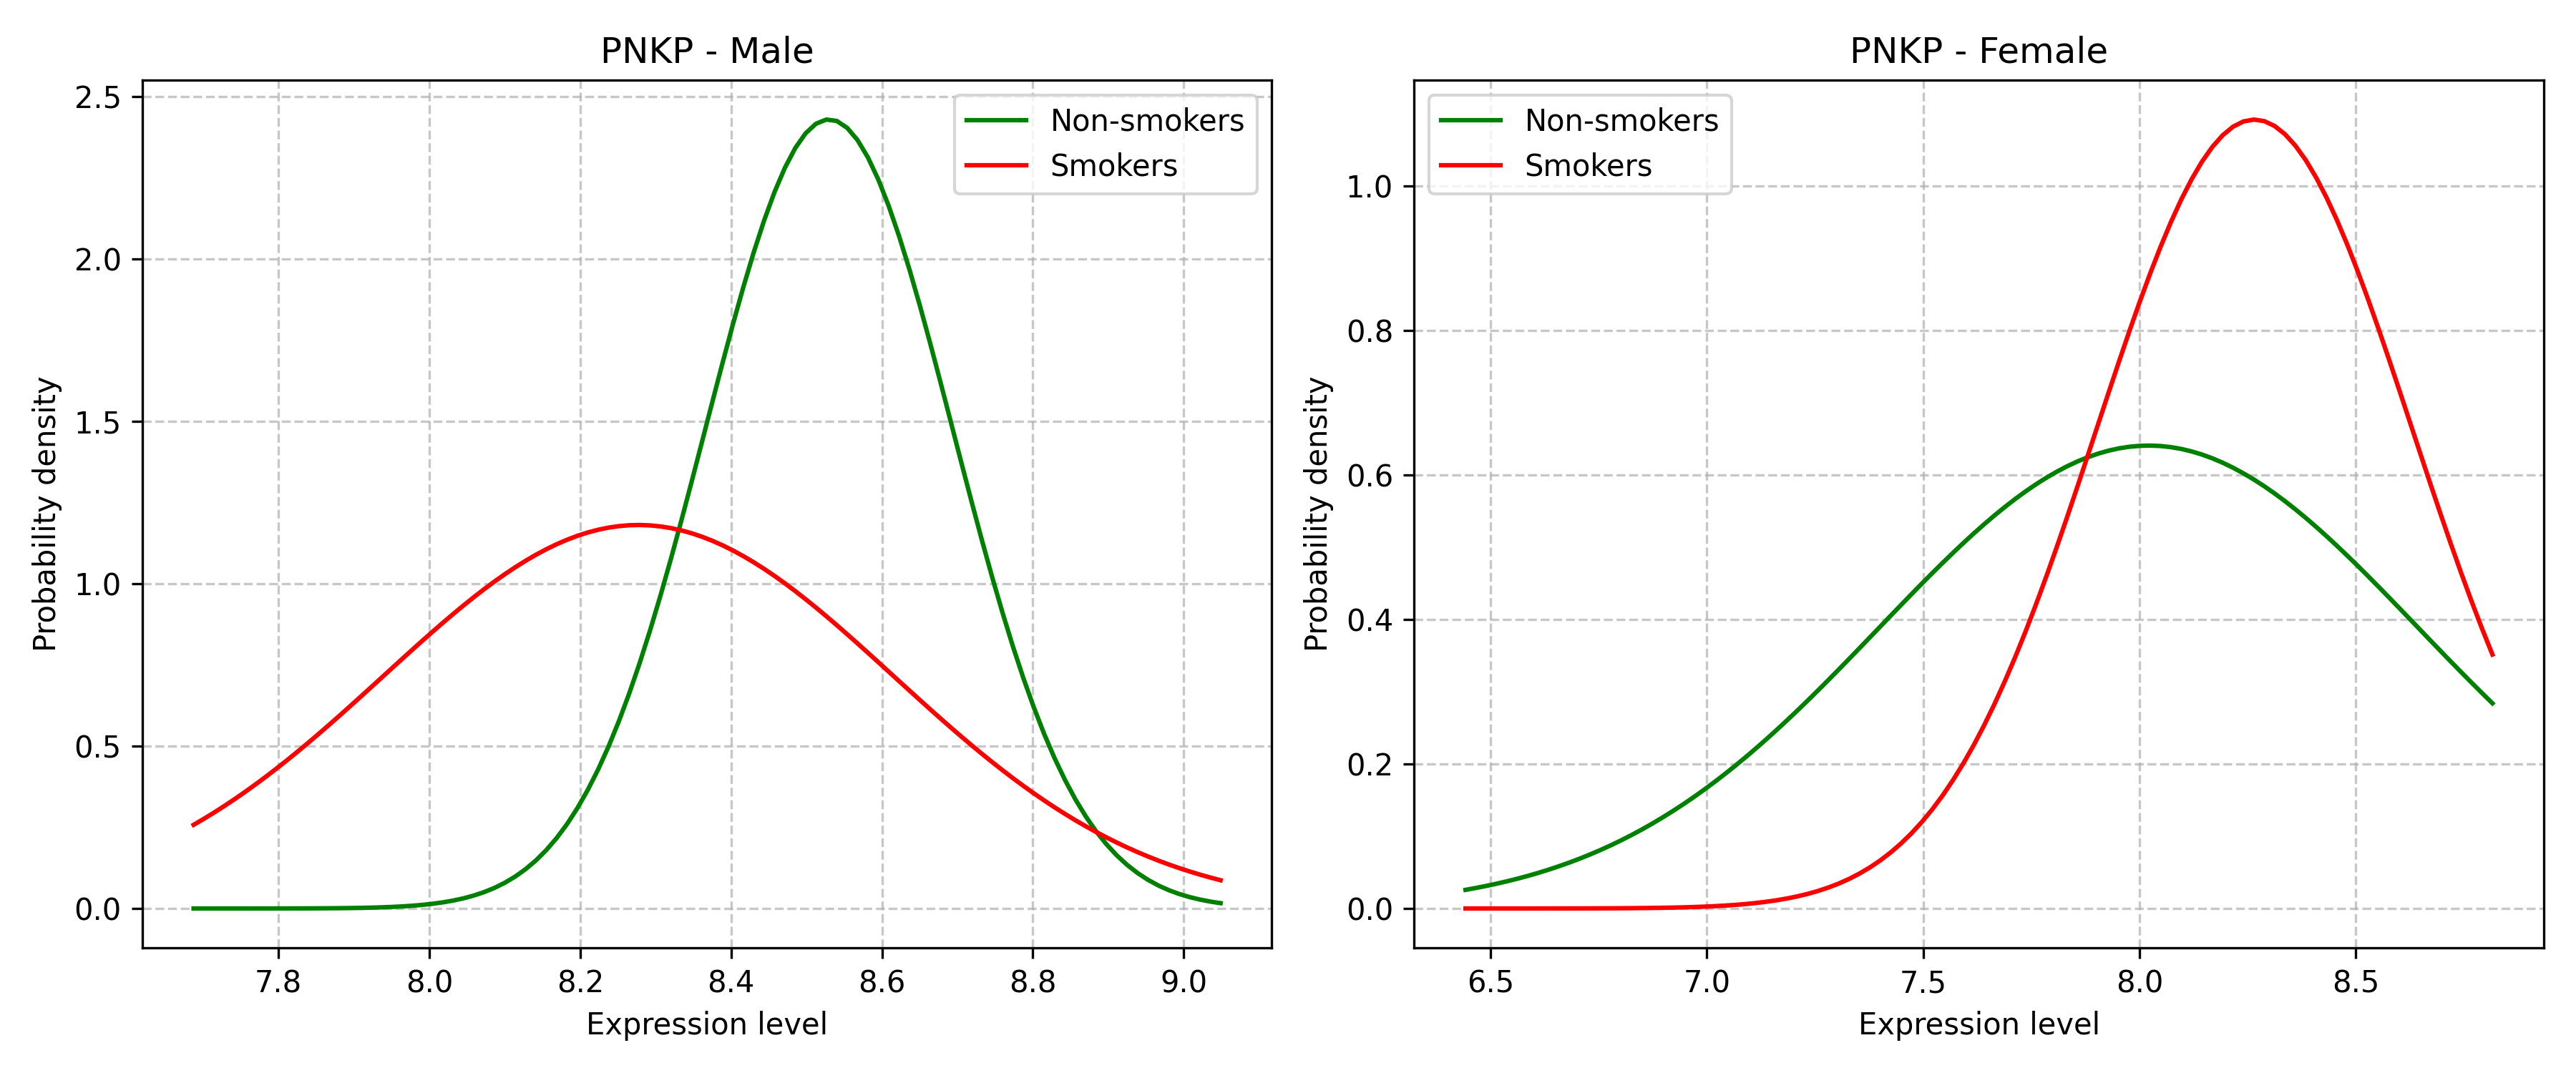 PNKP - Male
2.5
2.0
1.5
1.0
0.5
0.0
Probability density
7.8 8.0 8.2 8.4 8.6 8.8 9.0
Expression level
Non-smokers
Smokers
PNKP - Female
1.0
0.8
0.6
0.4
0.2
0.0
Probability density
6.5 7.0 7.5 8.0 8.5
Expression level
Non-smokers
Smokers